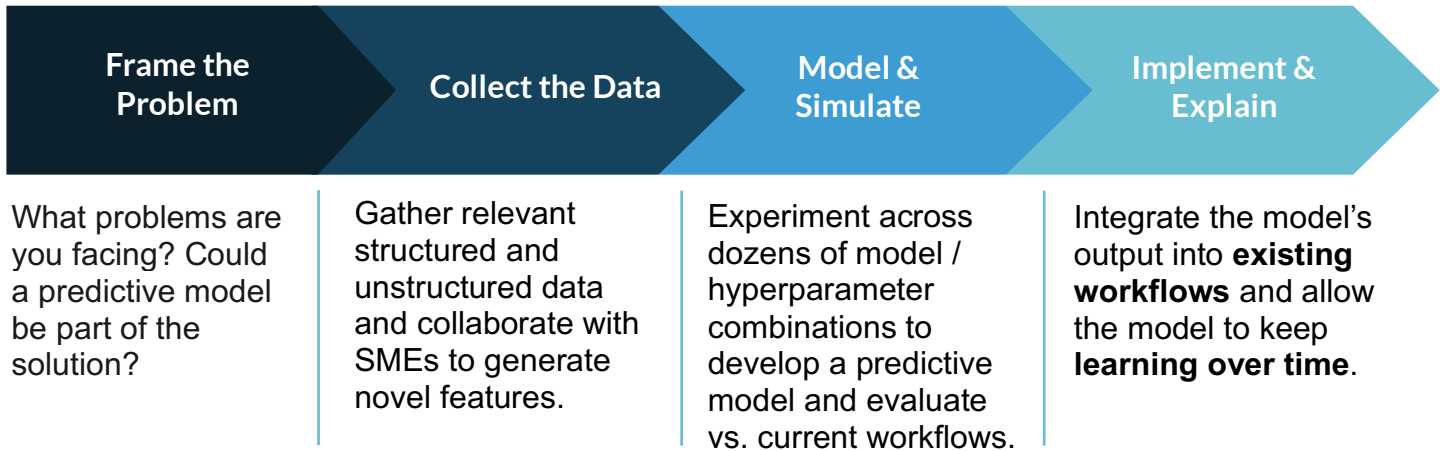 Frame the
Problem
Collect the Data
Model &
Simulate
Implement &
Explain
What problems are
you facing? Could
a predictive model
be part of the
solution?
Gather relevant
structured and
unstructured data
and collaborate with
SMEs to generate
novel features.
Experiment across
dozens of model /
hyperparameter
combinations to
develop a predictive
model and evaluate
vs. current workflows.
Integrate the model’s
output into existing
workflows and allow
the model to keep
learning over time.